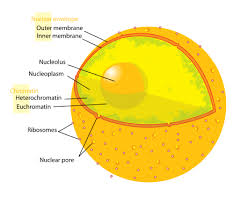 Nuclear envelope
Outer membrane
Inner membrane
Nucleolus
Nucleoplasm
Chromatin
Heterochromatin
Euchromatin
Ribosomes
Nuclear pore